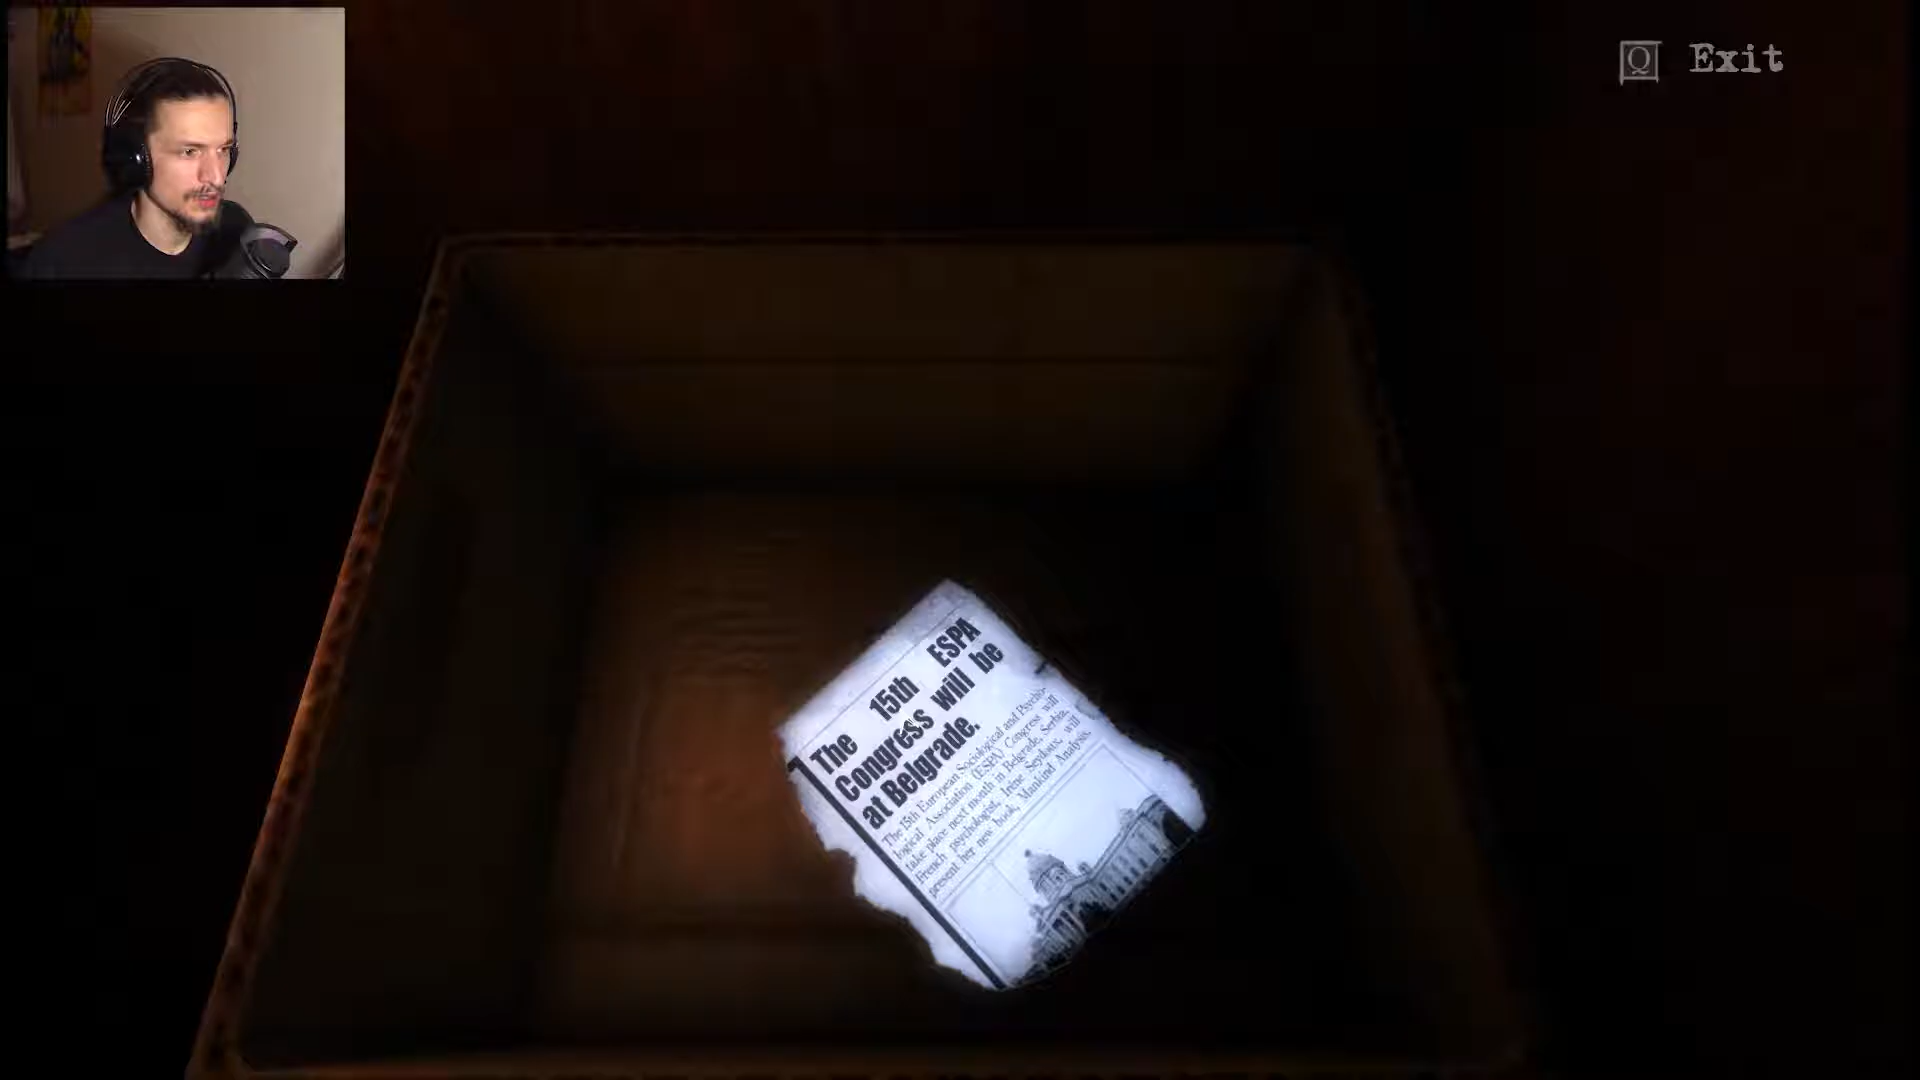 Q Exit
The 15th ESPA
Congress will be
at Belgrade.
The 15th European Sociological and Psycho-
logical Association (ESPA) Congress will
take place next month in Belgrade, Serbia.
French psychologist, Irène Seydoux, will
present her new book, Mankind Analysis.